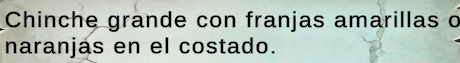 Chinche grande con franjas amarillas o
naranjas en el costado.